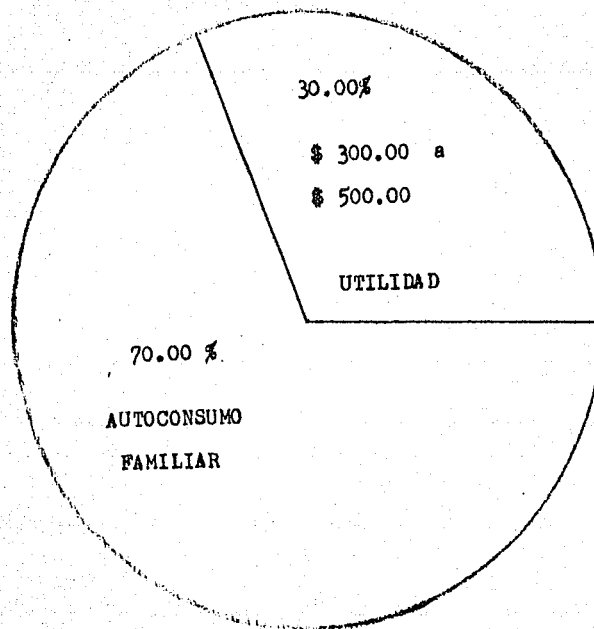 30.00%
$ 300.00 a
$ 500.00
UTILIDAD
70.00 %
AUTOCONSUMO
FAMILIAR